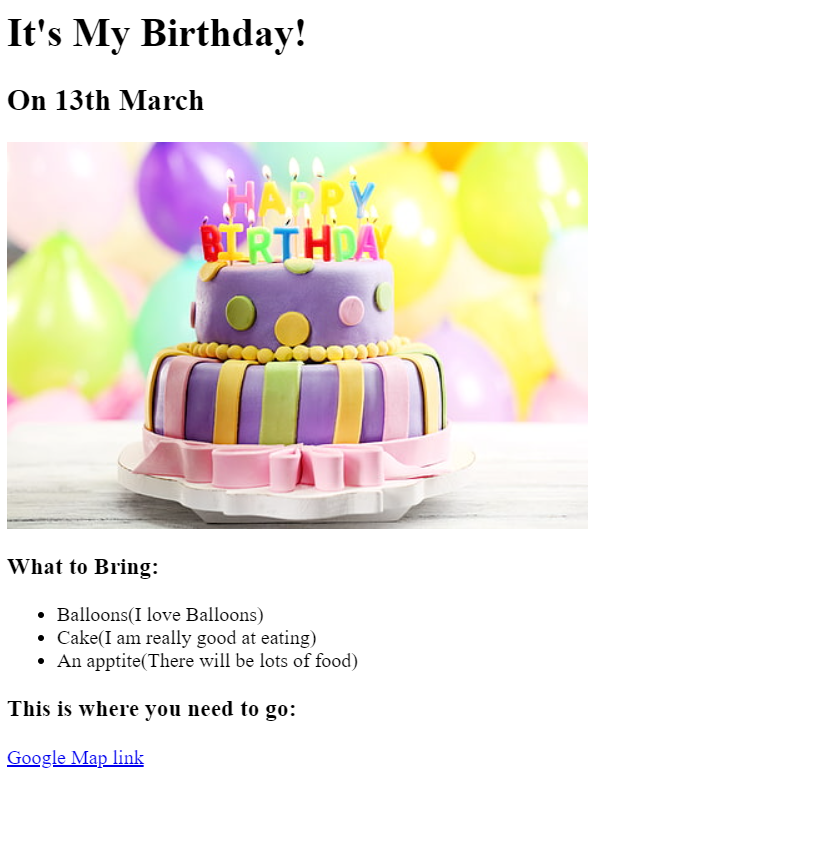 It's My Birthday!
On 13th March
HAPPY
BIRTHDAY
What to Bring:
Balloons(I love Balloons)
Cake(I am really good at eating)
An apptite(There will be lots of food)
This is where you need to go:
Google Map link